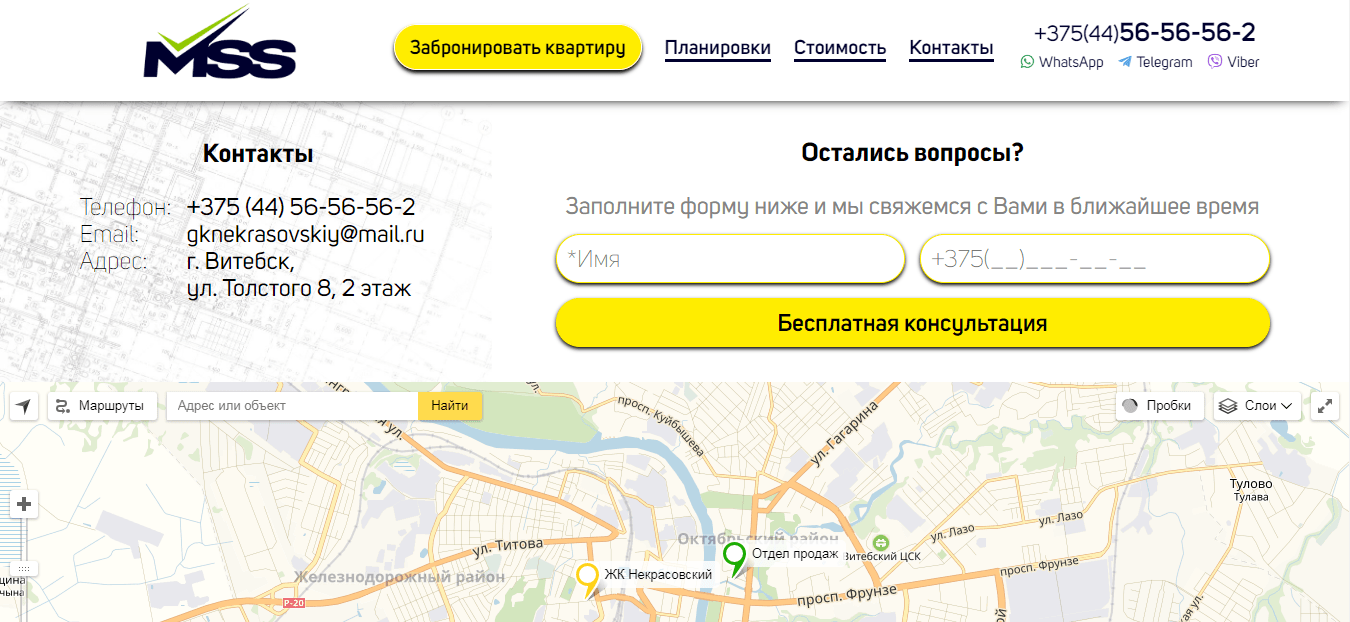 MSS
Забронировать квартиру
Планировки
Стоимость
Контакты
+375(44)56-56-56-2
WhatsApp Telegram Viber
Контакты
Телефон: +375 (44) 56-56-56-2
Email: gknekrasovskiy@mail.ru
Адрес: г. Витебск,
ул. Толстого 8, 2 этаж
Остались вопросы?
Заполните форму ниже и мы свяжемся с Вами в ближайшее время
*Имя
+375(__)___-__-__
Бесплатная консультация
Маршруты
Адрес или объект
Найти
Пробки
Слои
просп. Куйбышева
ул. Гагарина
Тулово
Тулава
ул. Лазо
ул. Лазо
Октябрьский район
Отдел продаж
Витебский ЦСК
ул. Титова
ЖК Некрасовский
Железнодорожный район
просп. Фрунзе
просп. Фрунзе
Р-20